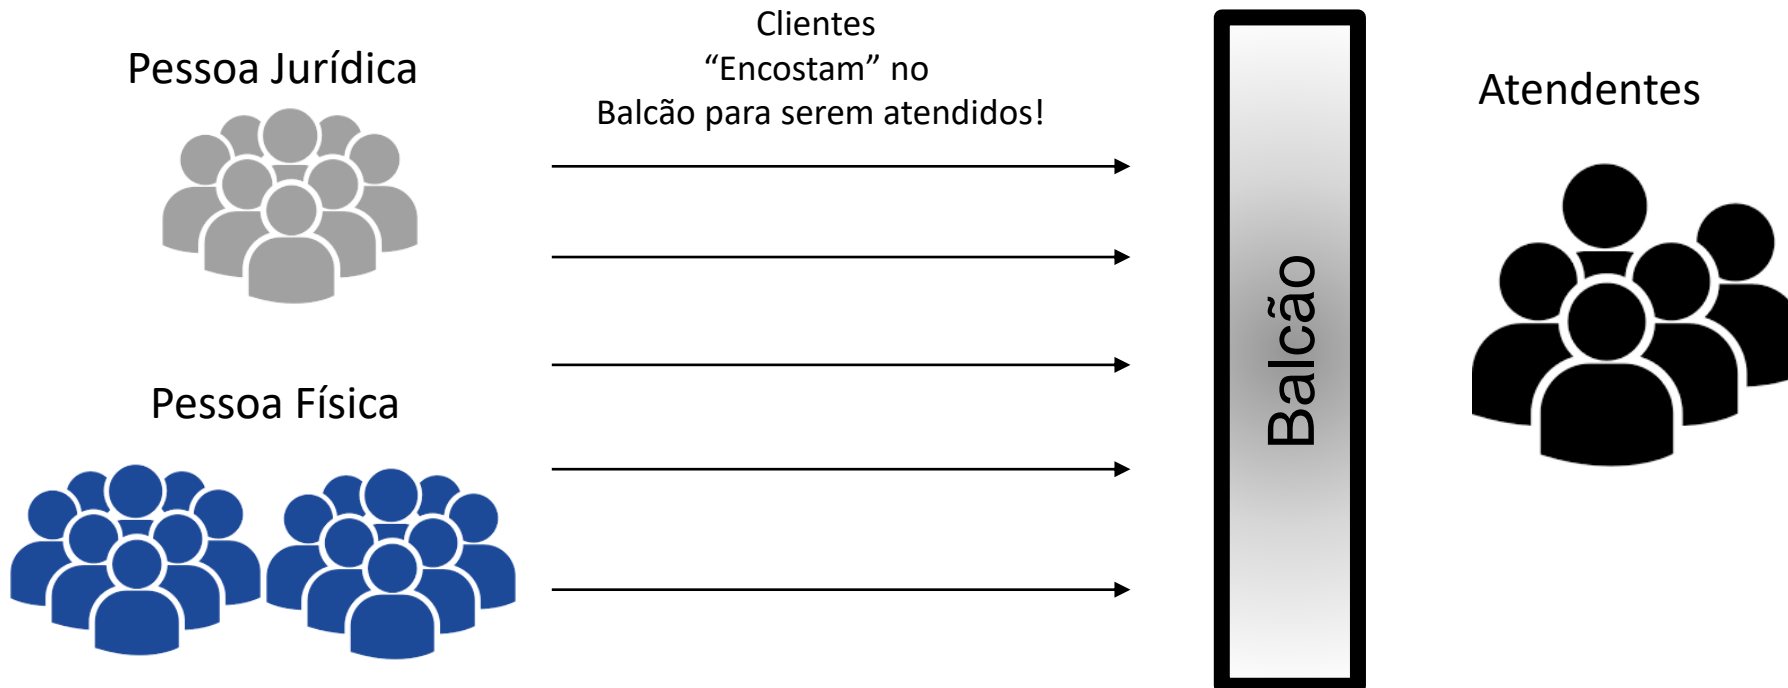 Pessoa Jurídica
Clientes
“Encostam” no
Balcão para serem atendidos!
Atendentes
Balcão
Pessoa Física